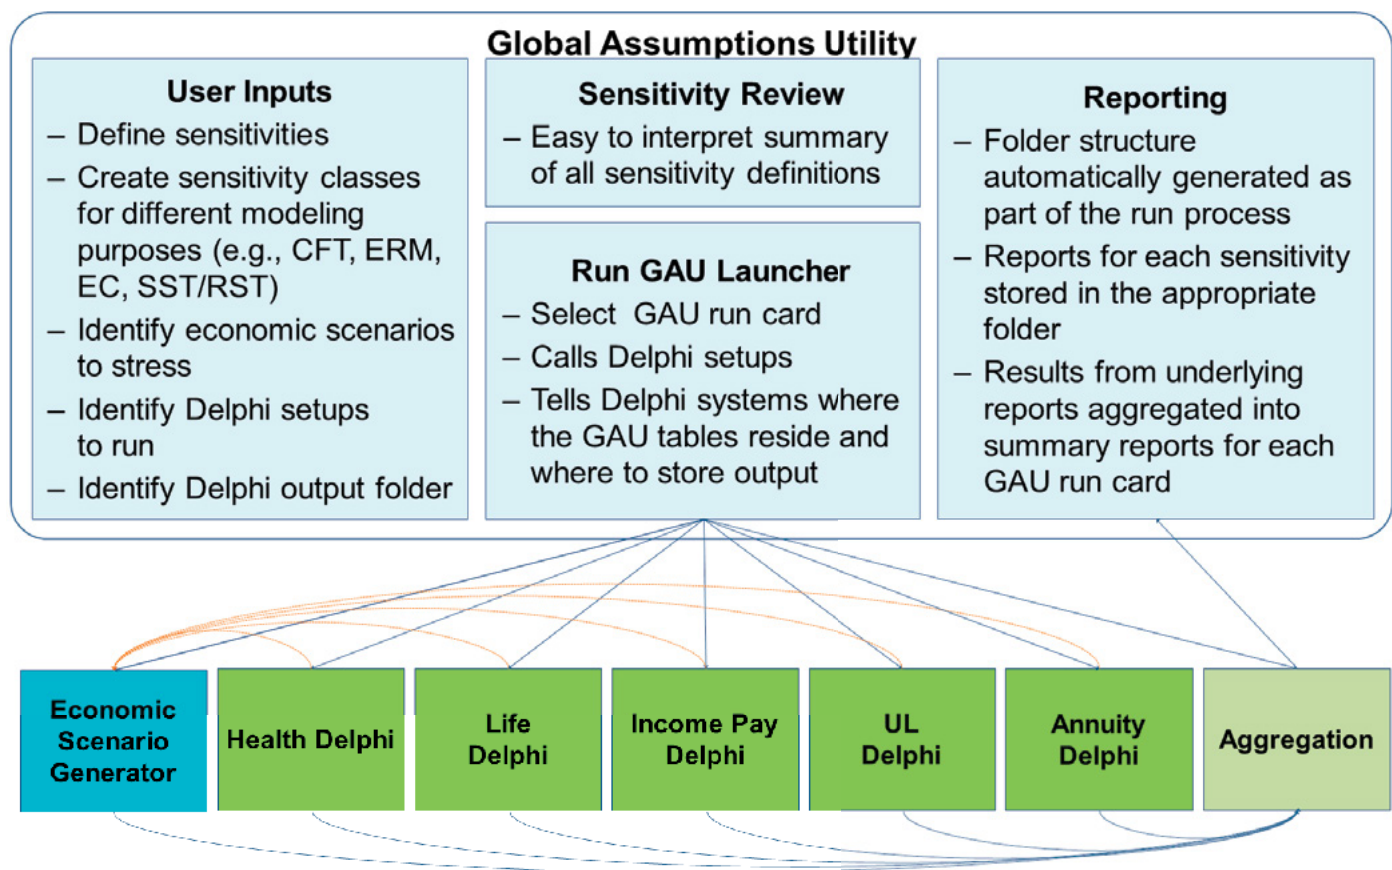 Global Assumptions Utility
User Inputs
– Define sensitivities
– Create sensitivity classes
for different modeling
purposes (e.g., CFT, ERM,
EC, SST/RST)
– Identify economic scenarios
to stress
– Identify Delphi setups
to run
– Identify Delphi output folder
Sensitivity Review
– Easy to interpret summary
of all sensitivity definitions
Run GAU Launcher
– Select GAU run card
– Calls Delphi setups
– Tells Delphi systems where
the GAU tables reside and
where to store output
Reporting
– Folder structure
automatically generated as
part of the run process
– Reports for each sensitivity
stored in the appropriate
folder
– Results from underlying
reports aggregated into
summary reports for each
GAU run card
Economic
Scenario
Generator
Health Delphi
Life
Delphi
Income Pay
Delphi
UL
Delphi
Annuity
Delphi
Aggregation